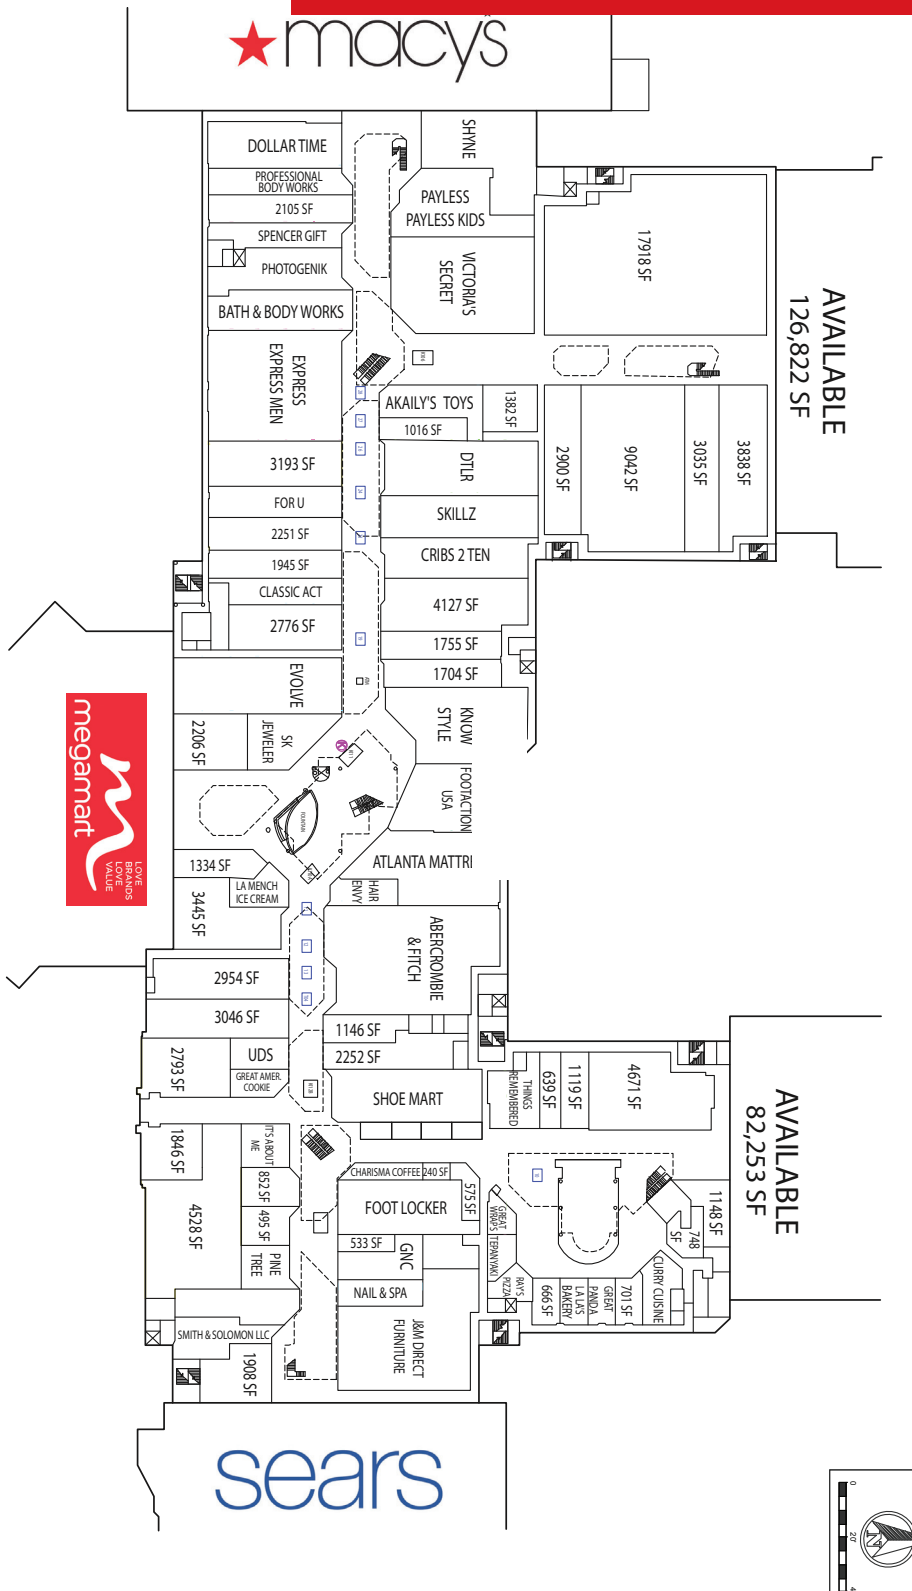 macy's
DOLLAR TIME
PROFESSIONAL
BODY WORKS
2105 SF
SPENCER GIFT
PHOTOGENIK
BATH & BODY WORKS
EXPRESS
EXPRESS MEN
3193 SF
FOR U
2251 SF
1945 SF
CLASSIC ACT
2776 SF
EVOLVE
2206 SF
SK
JEWELER
SHYNE
PAYLESS
PAYLESS KIDS
VICTORIA'S
SECRET
17918 SF
AVAILABLE
126,822 SF
AKAILY'S TOYS
1016 SF
1382 SF
DTLR
SKILLZ
CRIBS 2 TEN
4127 SF
1755 SF
1704 SF
2900 SF
9042 SF
3035 SF
3838 SF
KNOW
STYLE
FOOTACTION
USA
ATLANTA MATTRI
HAIR
ENVY
FOUNTAIN
megamart
LOVE
BRANDS
LOVE
VALUE
1334 SF
LA MENCH
ICE CREAM
3445 SF
2954 SF
3046 SF
2793 SF
UDS
GREAT AMER.
COOKIE
ABERCROMBIE
& FITCH
1146 SF
2252 SF
SHOE MART
THINGS
REMEMBERED
639 SF
1119 SF
4671 SF
AVAILABLE
82,253 SF
1846 SF
IT'S ABOUT
ME
852 SF
495 SF
4528 SF
PINE
TREE
SMITH & SOLOMON LLC
1908 SF
CHARISMA COFFEE
240 SF
575 SF
FOOT LOCKER
533 SF
GNC
NAIL & SPA
J&M DIRECT
FURNITURE
GREAT
WRAPS
TEPANYAKI
RAY'S
PIZZA
666 SF
LA LA'S
BAKERY
GREAT
PANDA
701 SF
CURRY CUISINE
748
SF
1148 SF
sears
N
0
20'